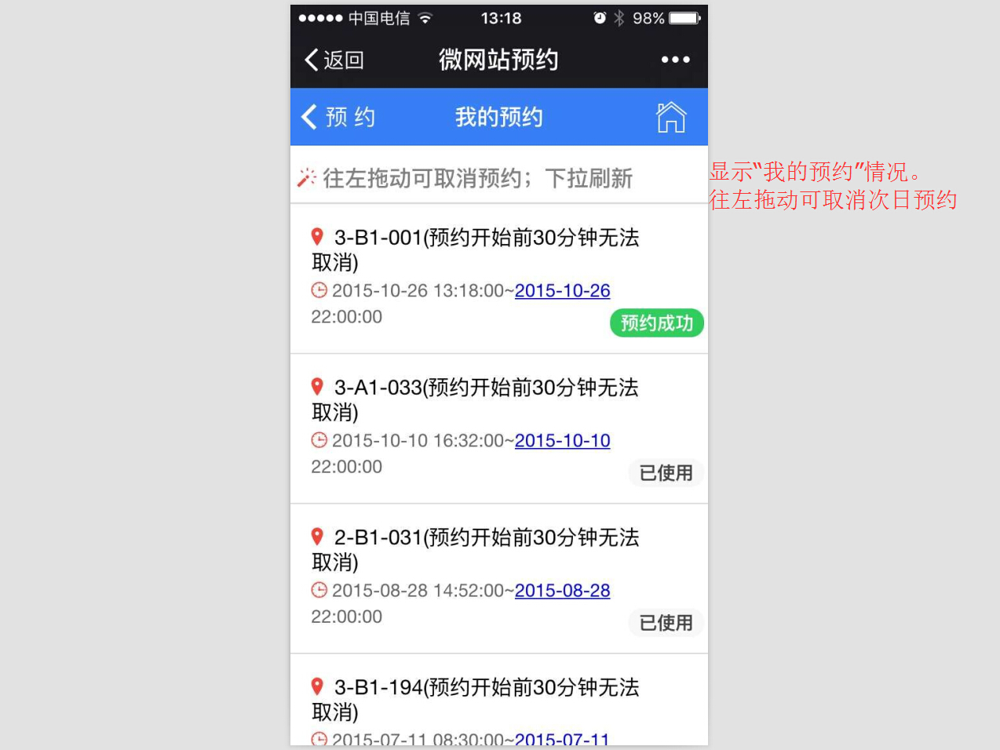 中国电信 13:18 98%
返回 微网站预约
预 约 我的预约
往左拖动可取消预约；下拉刷新
显示“我的预约”情况。
往左拖动可取消次日预约
3-B1-001(预约开始前30分钟无法
取消)
2015-10-26 13:18:00~2015-10-26
22:00:00
预约成功
3-A1-033(预约开始前30分钟无法
取消)
2015-10-10 16:32:00~2015-10-10
22:00:00
已使用
2-B1-031(预约开始前30分钟无法
取消)
2015-08-28 14:52:00~2015-08-28
22:00:00
已使用
3-B1-194(预约开始前30分钟无法
取消)
2015-07-11 08:30:00~2015-07-11